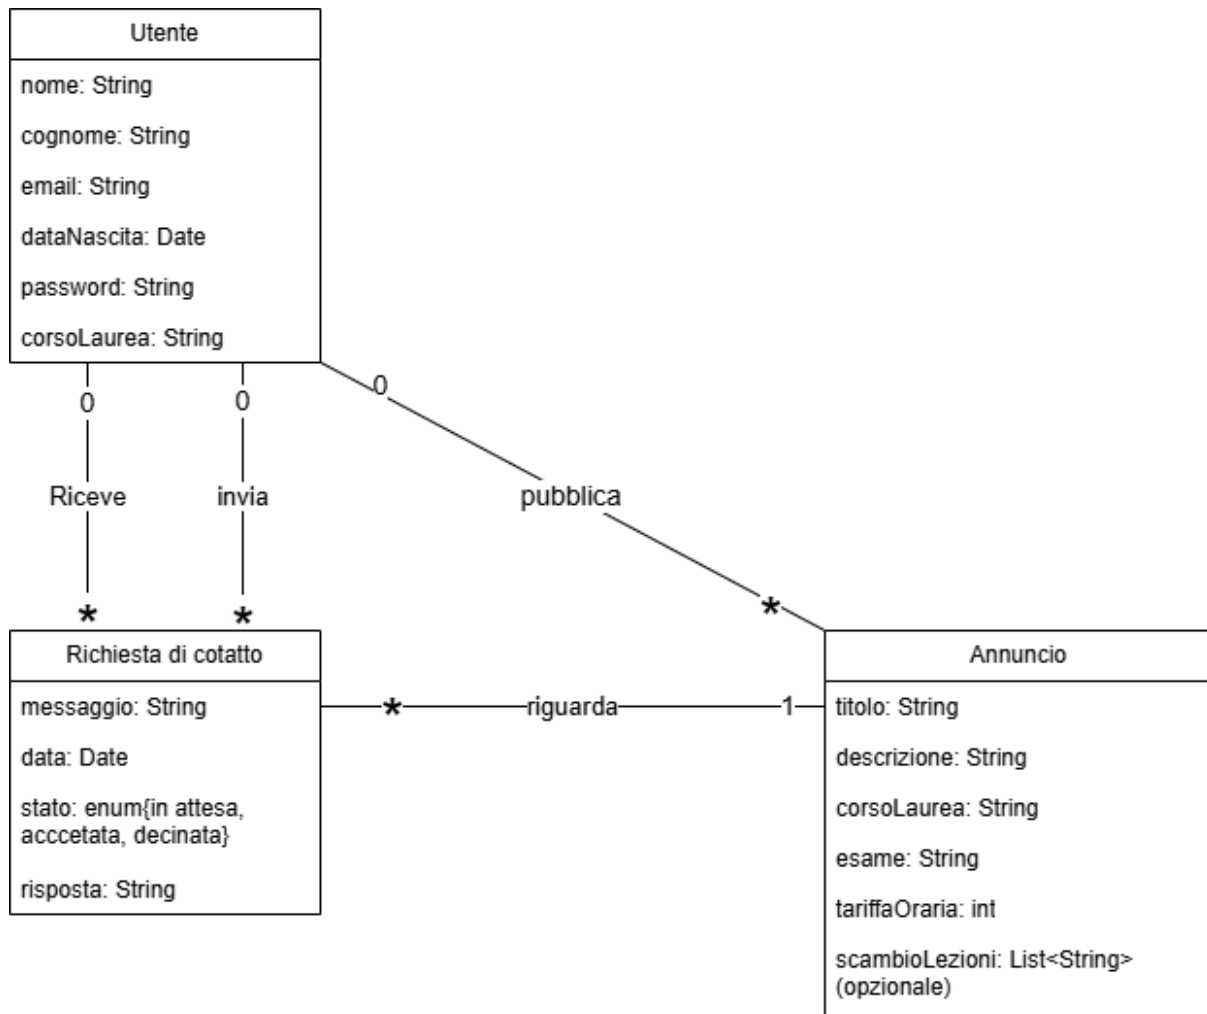 Utente
nome: String
cognome: String
email: String
dataNascita: Date
password: String
corsoLaurea: String
0
0
0
Riceve
invia
pubblica
*
*
*
Richiesta di cotatto
messaggio: String
data: Date
stato: enum{in attesa,
acccetata, decinata}
risposta: String
*
riguarda
1
Annuncio
titolo: String
descrizione: String
corsoLaurea: String
esame: String
tariffaOraria: int
scambioLezioni: List<String>
(opzionale)